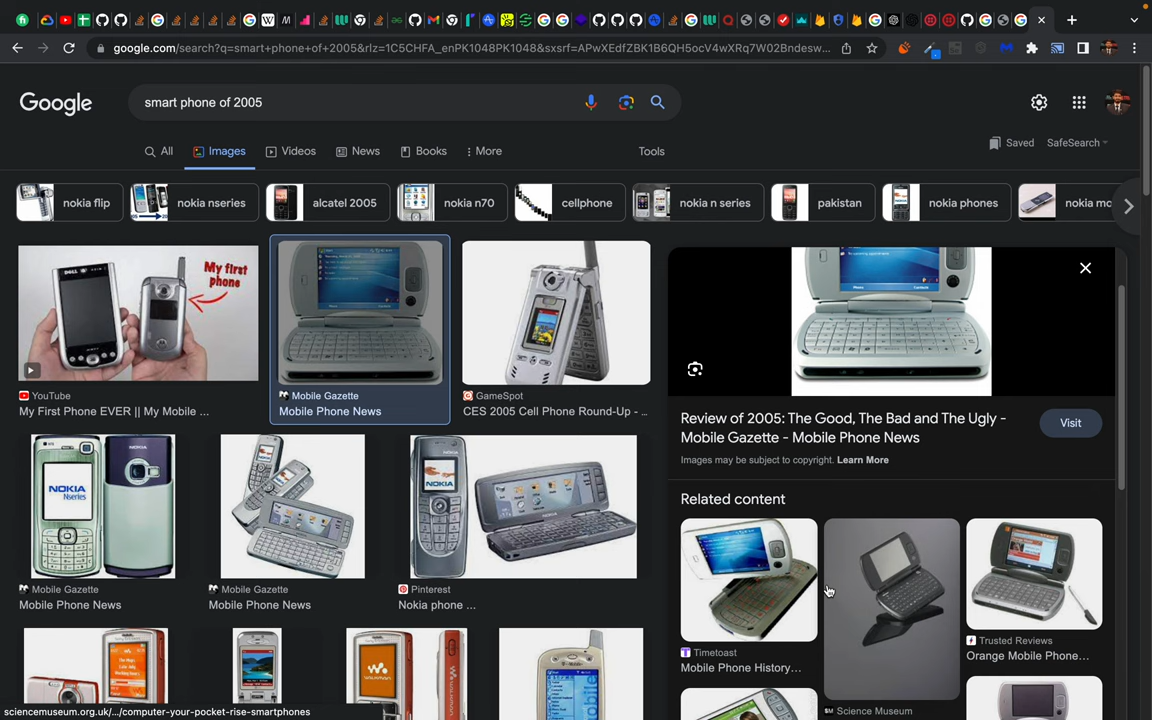 google.com/search?q=smart+phone+of+2005&rlz=1C5CHFA_enPK1048PK1048&sxsrf=APwXEdfZBK1B6QH5ocV4wXRq7W02Bndesw...
Google
smart phone of 2005
All
Images
Videos
News
Books
More
Tools
Saved
SafeSearch
nokia flip
nokia nseries
alcatel 2005
nokia n70
cellphone
nokia n series
pakistan
nokia phones
nokia mo
DELL
My first
phone
YouTube
My First Phone EVER || My Mobile ...
Mobile Gazette
Mobile Phone News
GameSpot
CES 2005 Cell Phone Round-Up - ...
Review of 2005: The Good, The Bad and The Ugly -
Mobile Gazette - Mobile Phone News
Visit
Images may be subject to copyright. Learn More
Related content
NOKIA
NOKIA
Nseries
Mobile Gazette
Mobile Phone News
Mobile Gazette
Mobile Phone News
NOKIA
Pinterest
Nokia phone ...
Timetoast
Mobile Phone History...
Science Museum
Trusted Reviews
Orange Mobile Phone...
sciencemuseum.org.uk/.../computer-your-pocket-rise-smartphones